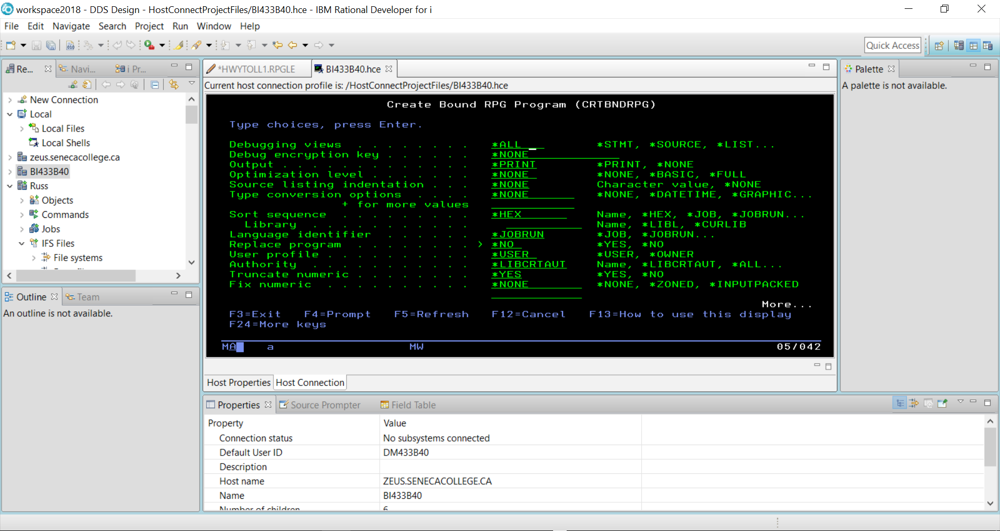 workspace2018 - DDS Design - HostConnectProjectFiles/BI433B40.hce - IBM Rational Developer for i
File Edit Navigate Search Project Run Window Help
Quick Access
Re... Navi... i Pr...
New Connection
Local
Local Files
Local Shells
zeus.senecacollege.ca
BI433B40
Russ
Objects
Commands
Jobs
IFS Files
File systems
Outline Team
An outline is not available.
*HWYTOLL1.RPGLE BI433B40.hce
Current host connection profile is: /HostConnectProjectFiles/BI433B40.hce
Create Bound RPG Program (CRTBNDRPG)
Type choices, press Enter.
Debugging views . . . . . . . . *ALL *STMT, *SOURCE, *LIST...
Debug encryption key . . . . . . *NONE
Output . . . . . . . . . . . . . *PRINT *PRINT, *NONE
Optimization level . . . . . . . *NONE *NONE, *BASIC, *FULL
Source listing indentation . . . *NONE Character value, *NONE
Type conversion options . . . . *NONE *NONE, *DATETIME, *GRAPHIC...
+ for more values
Sort sequence . . . . . . . . . *HEX Name, *HEX, *JOB, *JOBRUN...
Library . . . . . . . . . . . Name, *LIBL, *CURLIB
Language identifier . . . . . . *JOBRUN *JOB, *JOBRUN...
Replace program . . . . . . . . > *NO *YES, *NO
User profile . . . . . . . . . . *USER *USER, *OWNER
Authority . . . . . . . . . . . *LIBCRTAUT Name, *LIBCRTAUT, *ALL...
Truncate numeric . . . . . . . . *YES *YES, *NO
Fix numeric . . . . . . . . . . *NONE *NONE, *ZONED, *INPUTPACKED
More...
F3=Exit F4=Prompt F5=Refresh F12=Cancel F13=How to use this display
F24=More keys
MA a MW 05/042
Host Properties Host Connection
Palette
A palette is not available.
Properties Source Prompter Field Table
Property Value
Connection status No subsystems connected
Default User ID DM433B40
Description
Host name ZEUS.SENECACOLLEGE.CA
Name BI433B40
Number of children 6